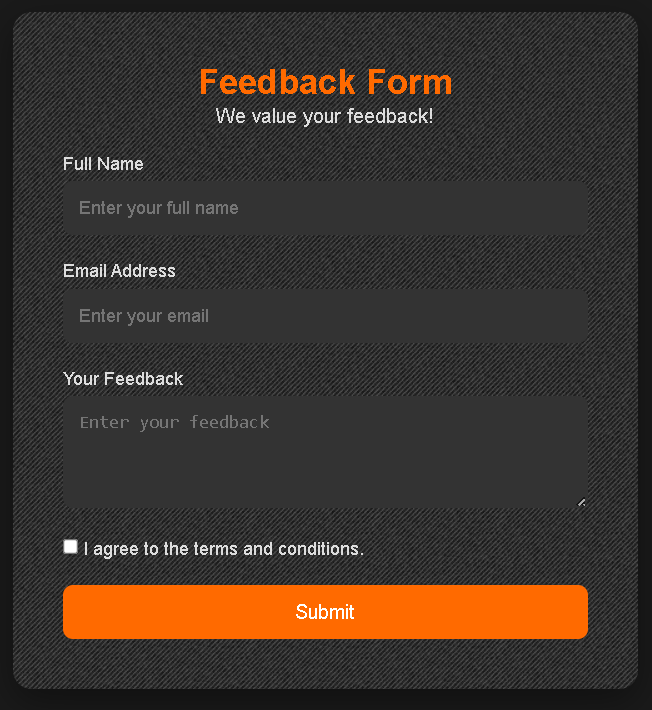 Feedback Form
We value your feedback!
Full Name
Enter your full name
Email Address
Enter your email
Your Feedback
Enter your feedback
I agree to the terms and conditions.
Submit